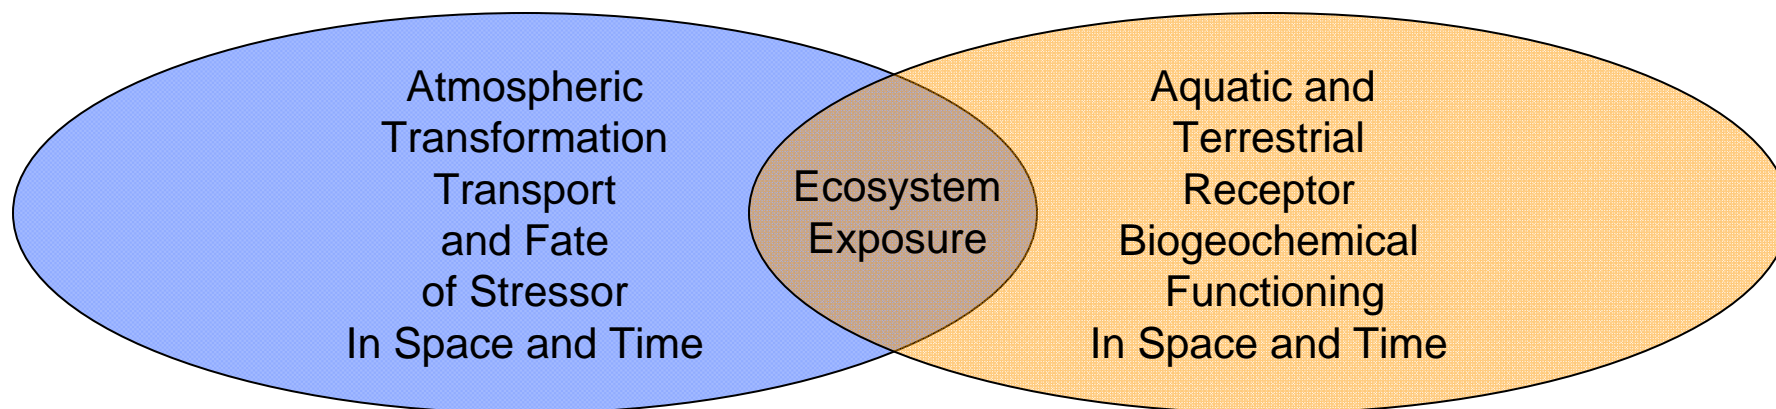 Atmospheric
Transformation
Transport
and Fate
of Stressor
In Space and Time
Ecosystem
Exposure
Aquatic and
Terrestrial
Receptor
Biogeochemical
Functioning
In Space and Time